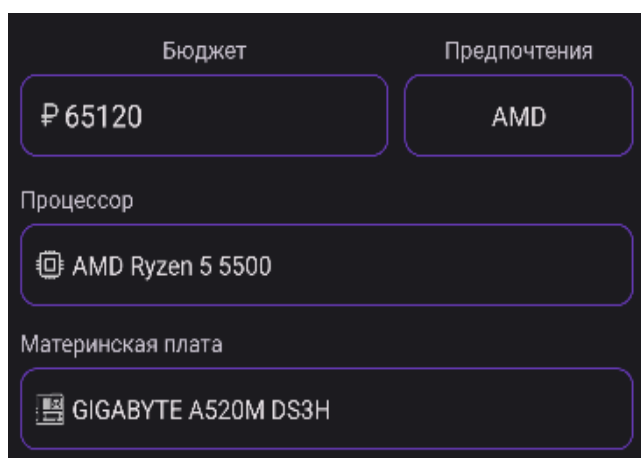 Бюджет Предпочтения
₽ 65120 AMD
Процессор
AMD Ryzen 5 5500
Материнская плата
GIGABYTE A520M DS3H